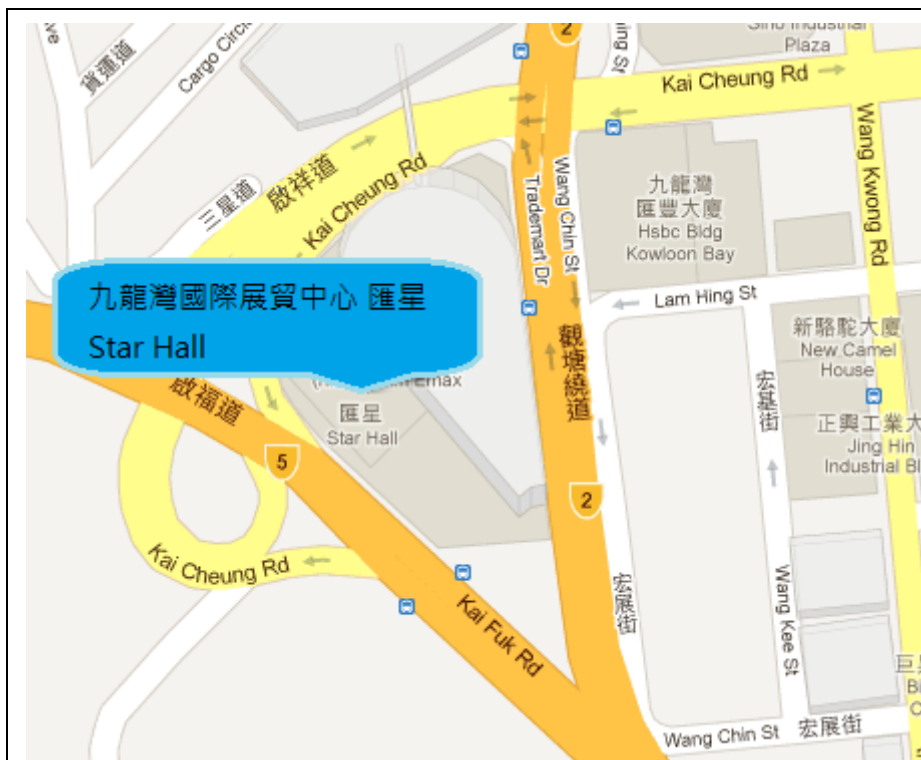 Sino Industrial
Plaza
2
ing St
Ave
貨運道
Cargo Circ
Kai Cheung Rd
啟祥道
Kai Cheung Rd
三星道
Trademart Dr
Wang Chin St
Wang Kwong Rd
九龍灣
匯豐大廈
Hsbc Bldg
Kowloon Bay
九龍灣國際展貿中心 匯星
Star Hall
Lam Hing St
觀塘繞道
新駱駝大廈
New Camel
House
宏基街
Emax
匯星
Star Hall
啟福道
5
正興工業大
Jing Hin
Industrial Bl
2
Kai Cheung Rd
Kai Fuk Rd
宏展街
Wang Kee St
Bi
C
Wang Chin St
宏展街